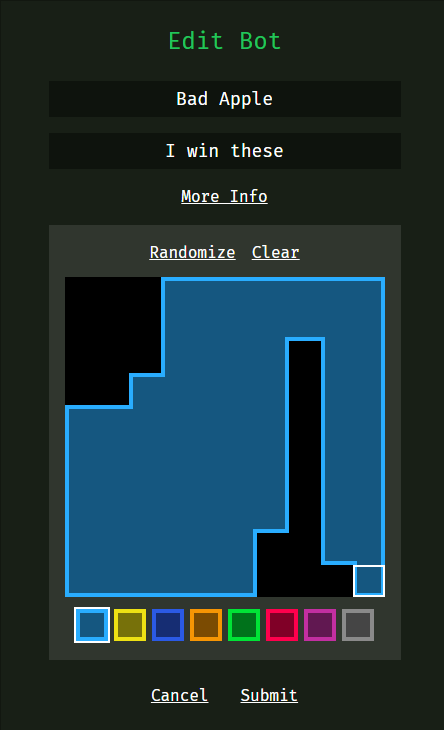 Edit Bot
Bad Apple
I win these
More Info
Randomize Clear
Cancel Submit